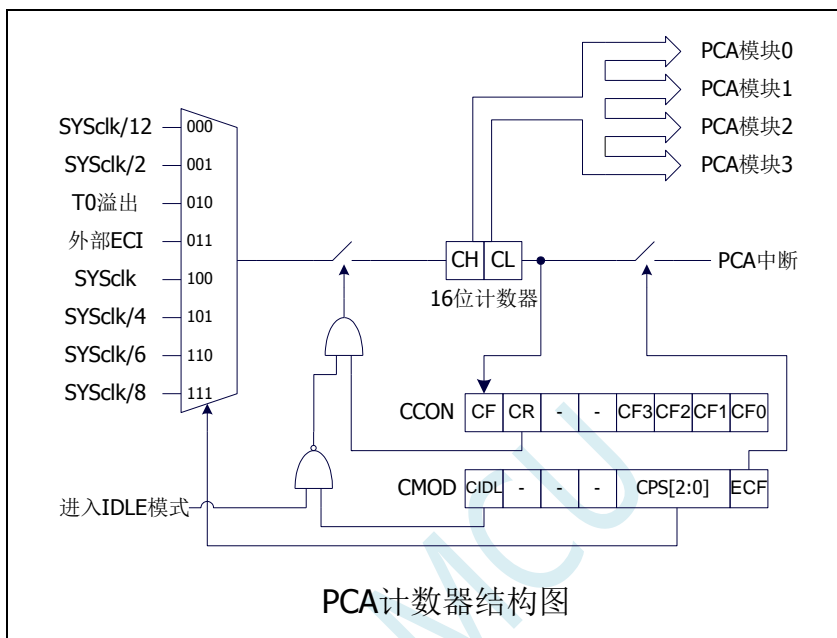 PCA模块0
PCA模块1
PCA模块2
PCA模块3
SYSclk/12 000
SYSclk/2 001
T0溢出 010
外部ECI 011
SYSclk 100
SYSclk/4 101
SYSclk/6 110
SYSclk/8 111
CH CL
16位计数器
PCA中断
CCON CF CR - - CF3 CF2 CF1 CF0
CMOD CIDL - - - CPS[2:0] ECF
进入IDLE模式
PCA计数器结构图
MCU